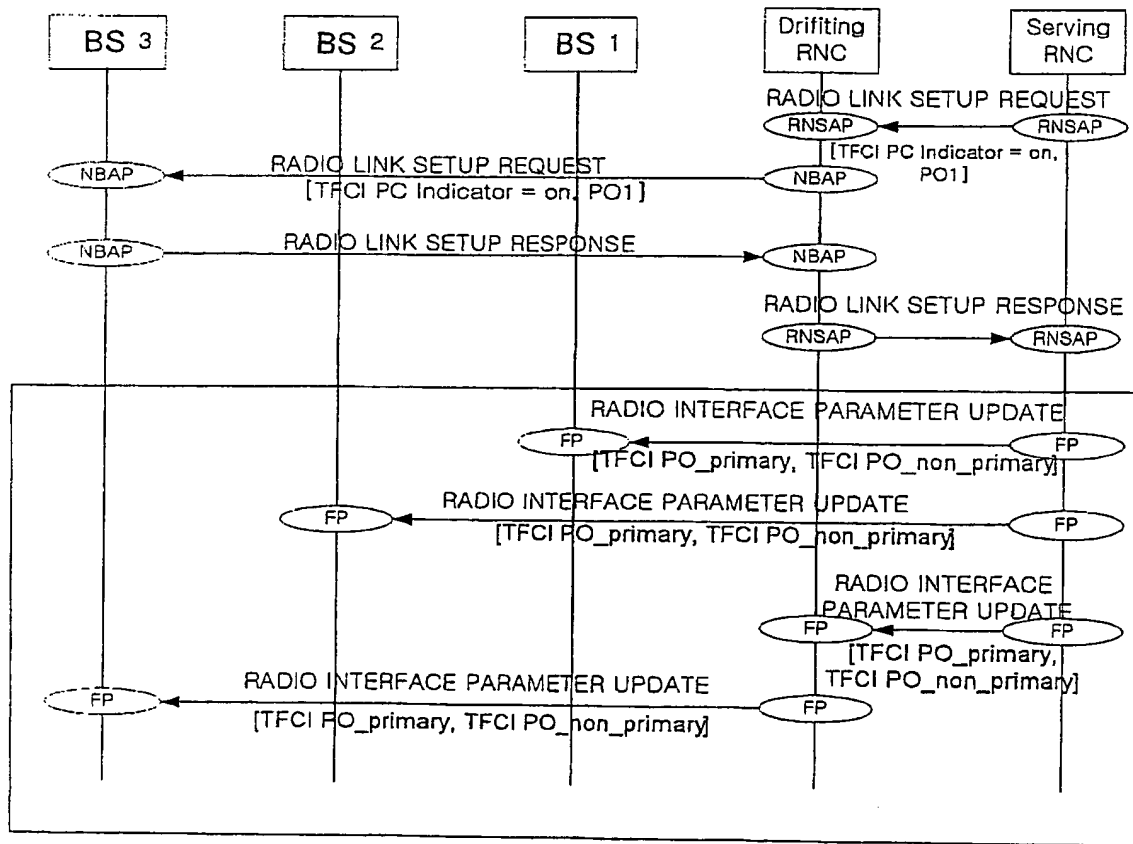 BS 3
BS 2
BS 1
Drifiting
RNC
Serving
RNC
RADIO LINK SETUP REQUEST
RNSAP
RNSAP
[TFCI PC Indicator = on,
PO1]
RADIO LINK SETUP REQUEST
NBAP
NBAP
[TFCI PC Indicator = on, PO1]
RADIO LINK SETUP RESPONSE
NBAP
NBAP
RADIO LINK SETUP RESPONSE
RNSAP
RNSAP
RADIO INTERFACE PARAMETER UPDATE
FP
FP
[TFCI PO_primary, TFCI PO_non_primary]
RADIO INTERFACE PARAMETER UPDATE
FP
FP
[TFCI PO_primary, TFCI PO_non_primary]
RADIO INTERFACE
PARAMETER UPDATE
FP
FP
[TFCI PO_primary,
TFCI PO_non_primary]
RADIO INTERFACE PARAMETER UPDATE
FP
FP
[TFCI PO_primary, TFCI PO_non_primary]